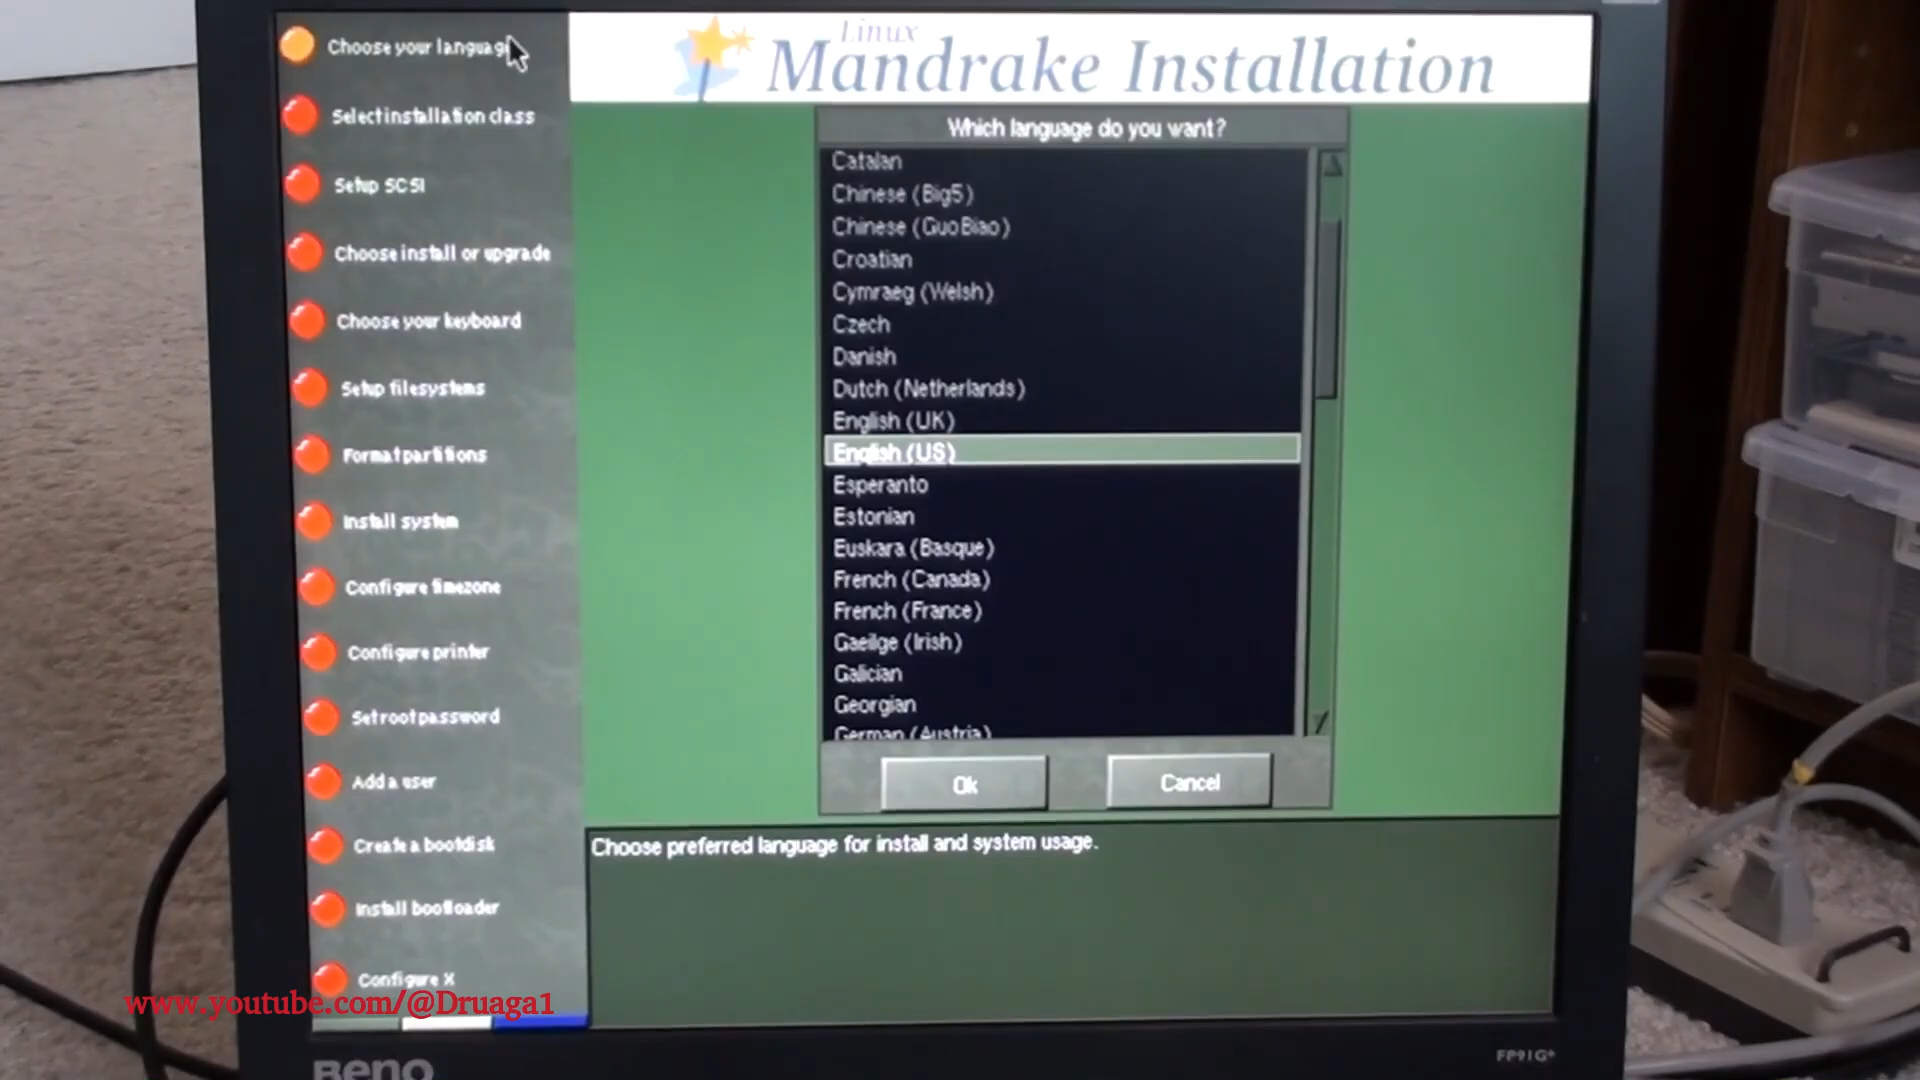 Choose your languag
Select installation class
Setup SCSI
Choose install or upgrade
Choose your keyboard
Setup filesystems
Format partitions
Install system
Configure timezone
Configure printer
Set root password
Add a user
Create a bootdisk
Install bootloader
Configure X
Linux
Mandrake Installation
Which language do you want?
Catalan
Chinese (Big5)
Chinese (GuoBiao)
Croatian
Cymraeg (Welsh)
Czech
Danish
Dutch (Netherlands)
English (UK)
English (US)
Esperanto
Estonian
Euskara (Basque)
French (Canada)
French (France)
Gaeilge (Irish)
Galician
Georgian
German (Austria)
Ok
Cancel
Choose preferred language for install and system usage.
www.youtube.com/@Druaga1
BenQ
FP91G+